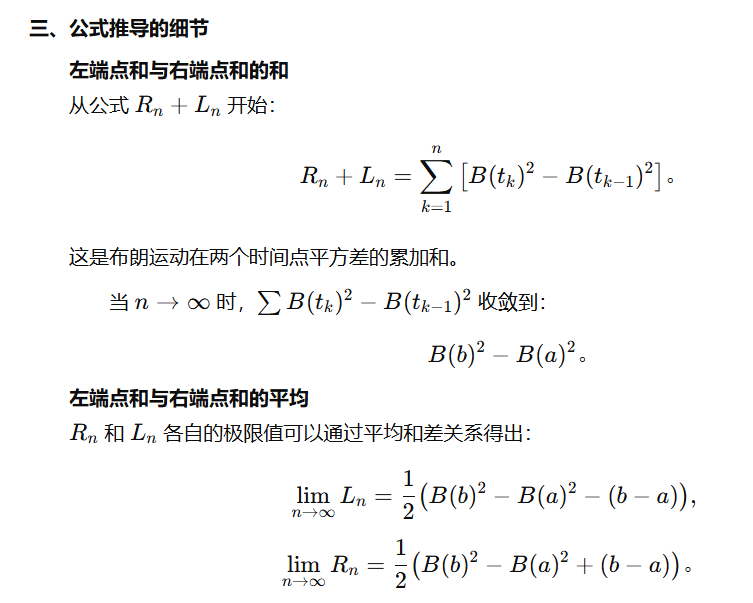 三、公式推导的细节
左端点和与右端点和的和
从公式 Rₙ + Lₙ 开始：
$$R_n + L_n = \sum_{k=1}^{n} \left[ B(t_k)^2 - B(t_{k-1})^2 \right]。$$
这是布朗运动在两个时间点平方差的累加和。
当 n → ∞ 时，$\sum B(t_k)^2 - B(t_{k-1})^2$ 收敛到：
$$B(b)^2 - B(a)^2。$$
左端点和与右端点和的平均
Rₙ 和 Lₙ 各自的极限值可以通过平均和差关系得出：
$$\lim_{n \to \infty} L_n = \frac{1}{2} \left( B(b)^2 - B(a)^2 - (b - a) \right),$$
$$\lim_{n \to \infty} R_n = \frac{1}{2} \left( B(b)^2 - B(a)^2 + (b - a) \right)。$$